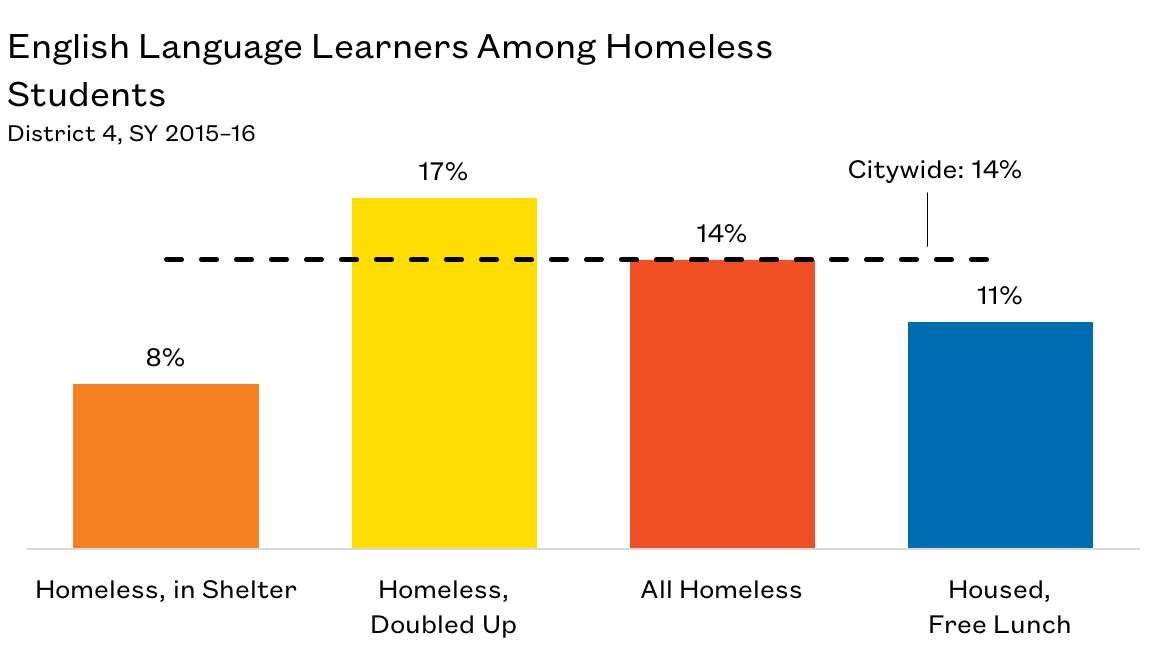 English Language Learners Among Homeless
Students
District 4, SY 2015–16
17%
Citywide: 14%
14%
11%
8%
Homeless, in Shelter
Homeless,
Doubled Up
All Homeless
Housed,
Free Lunch